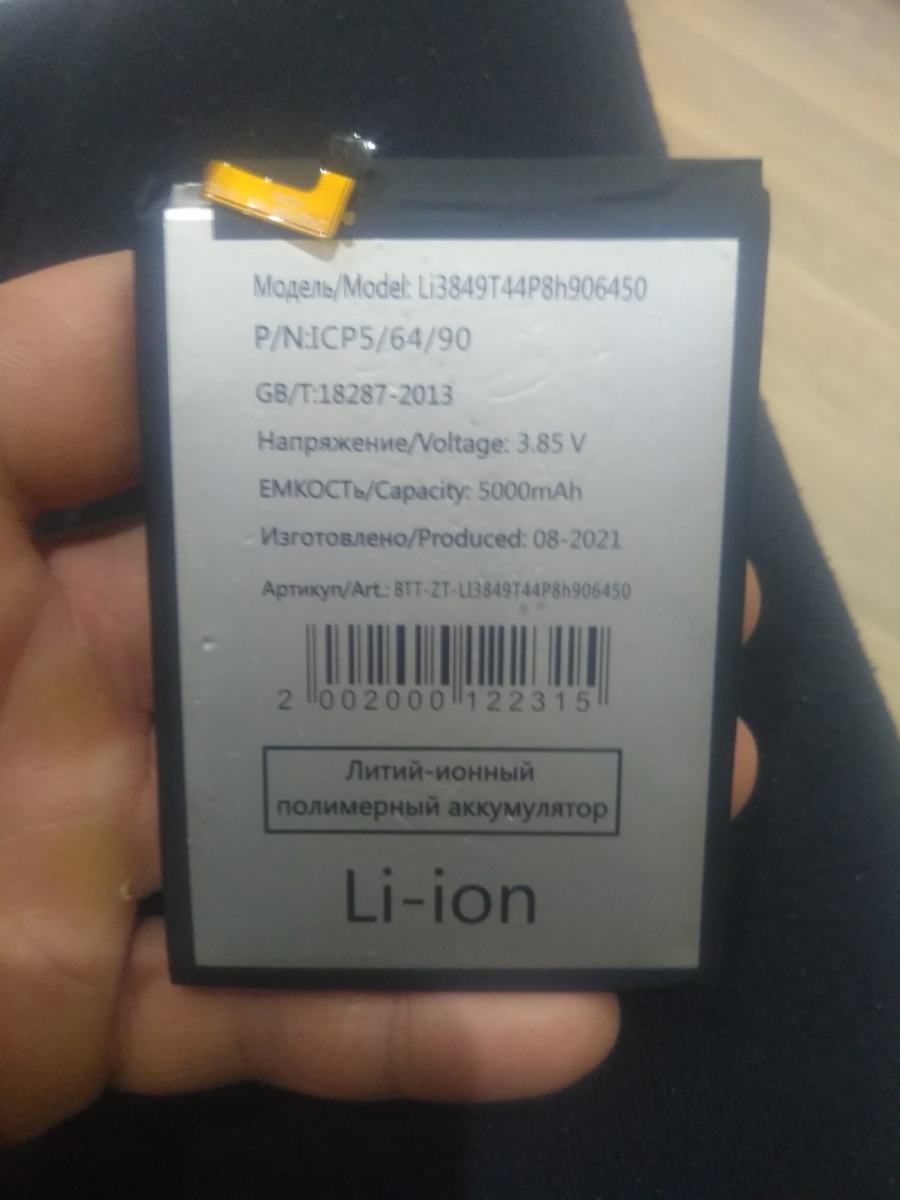 Модель/Model: Li3849T44P8h906450
P/N:ICP5/64/90
GB/T:18287-2013
Напряжение/Voltage: 3.85 V
ЕМКОСТЬ/Capacity: 5000mAh
Изготовлено/Produced: 08-2021
Артикул/Art.: BTT-ZT-LI3849T44P8h906450
2 002000 122315
Литий-ионный
полимерный аккумулятор
Li-ion